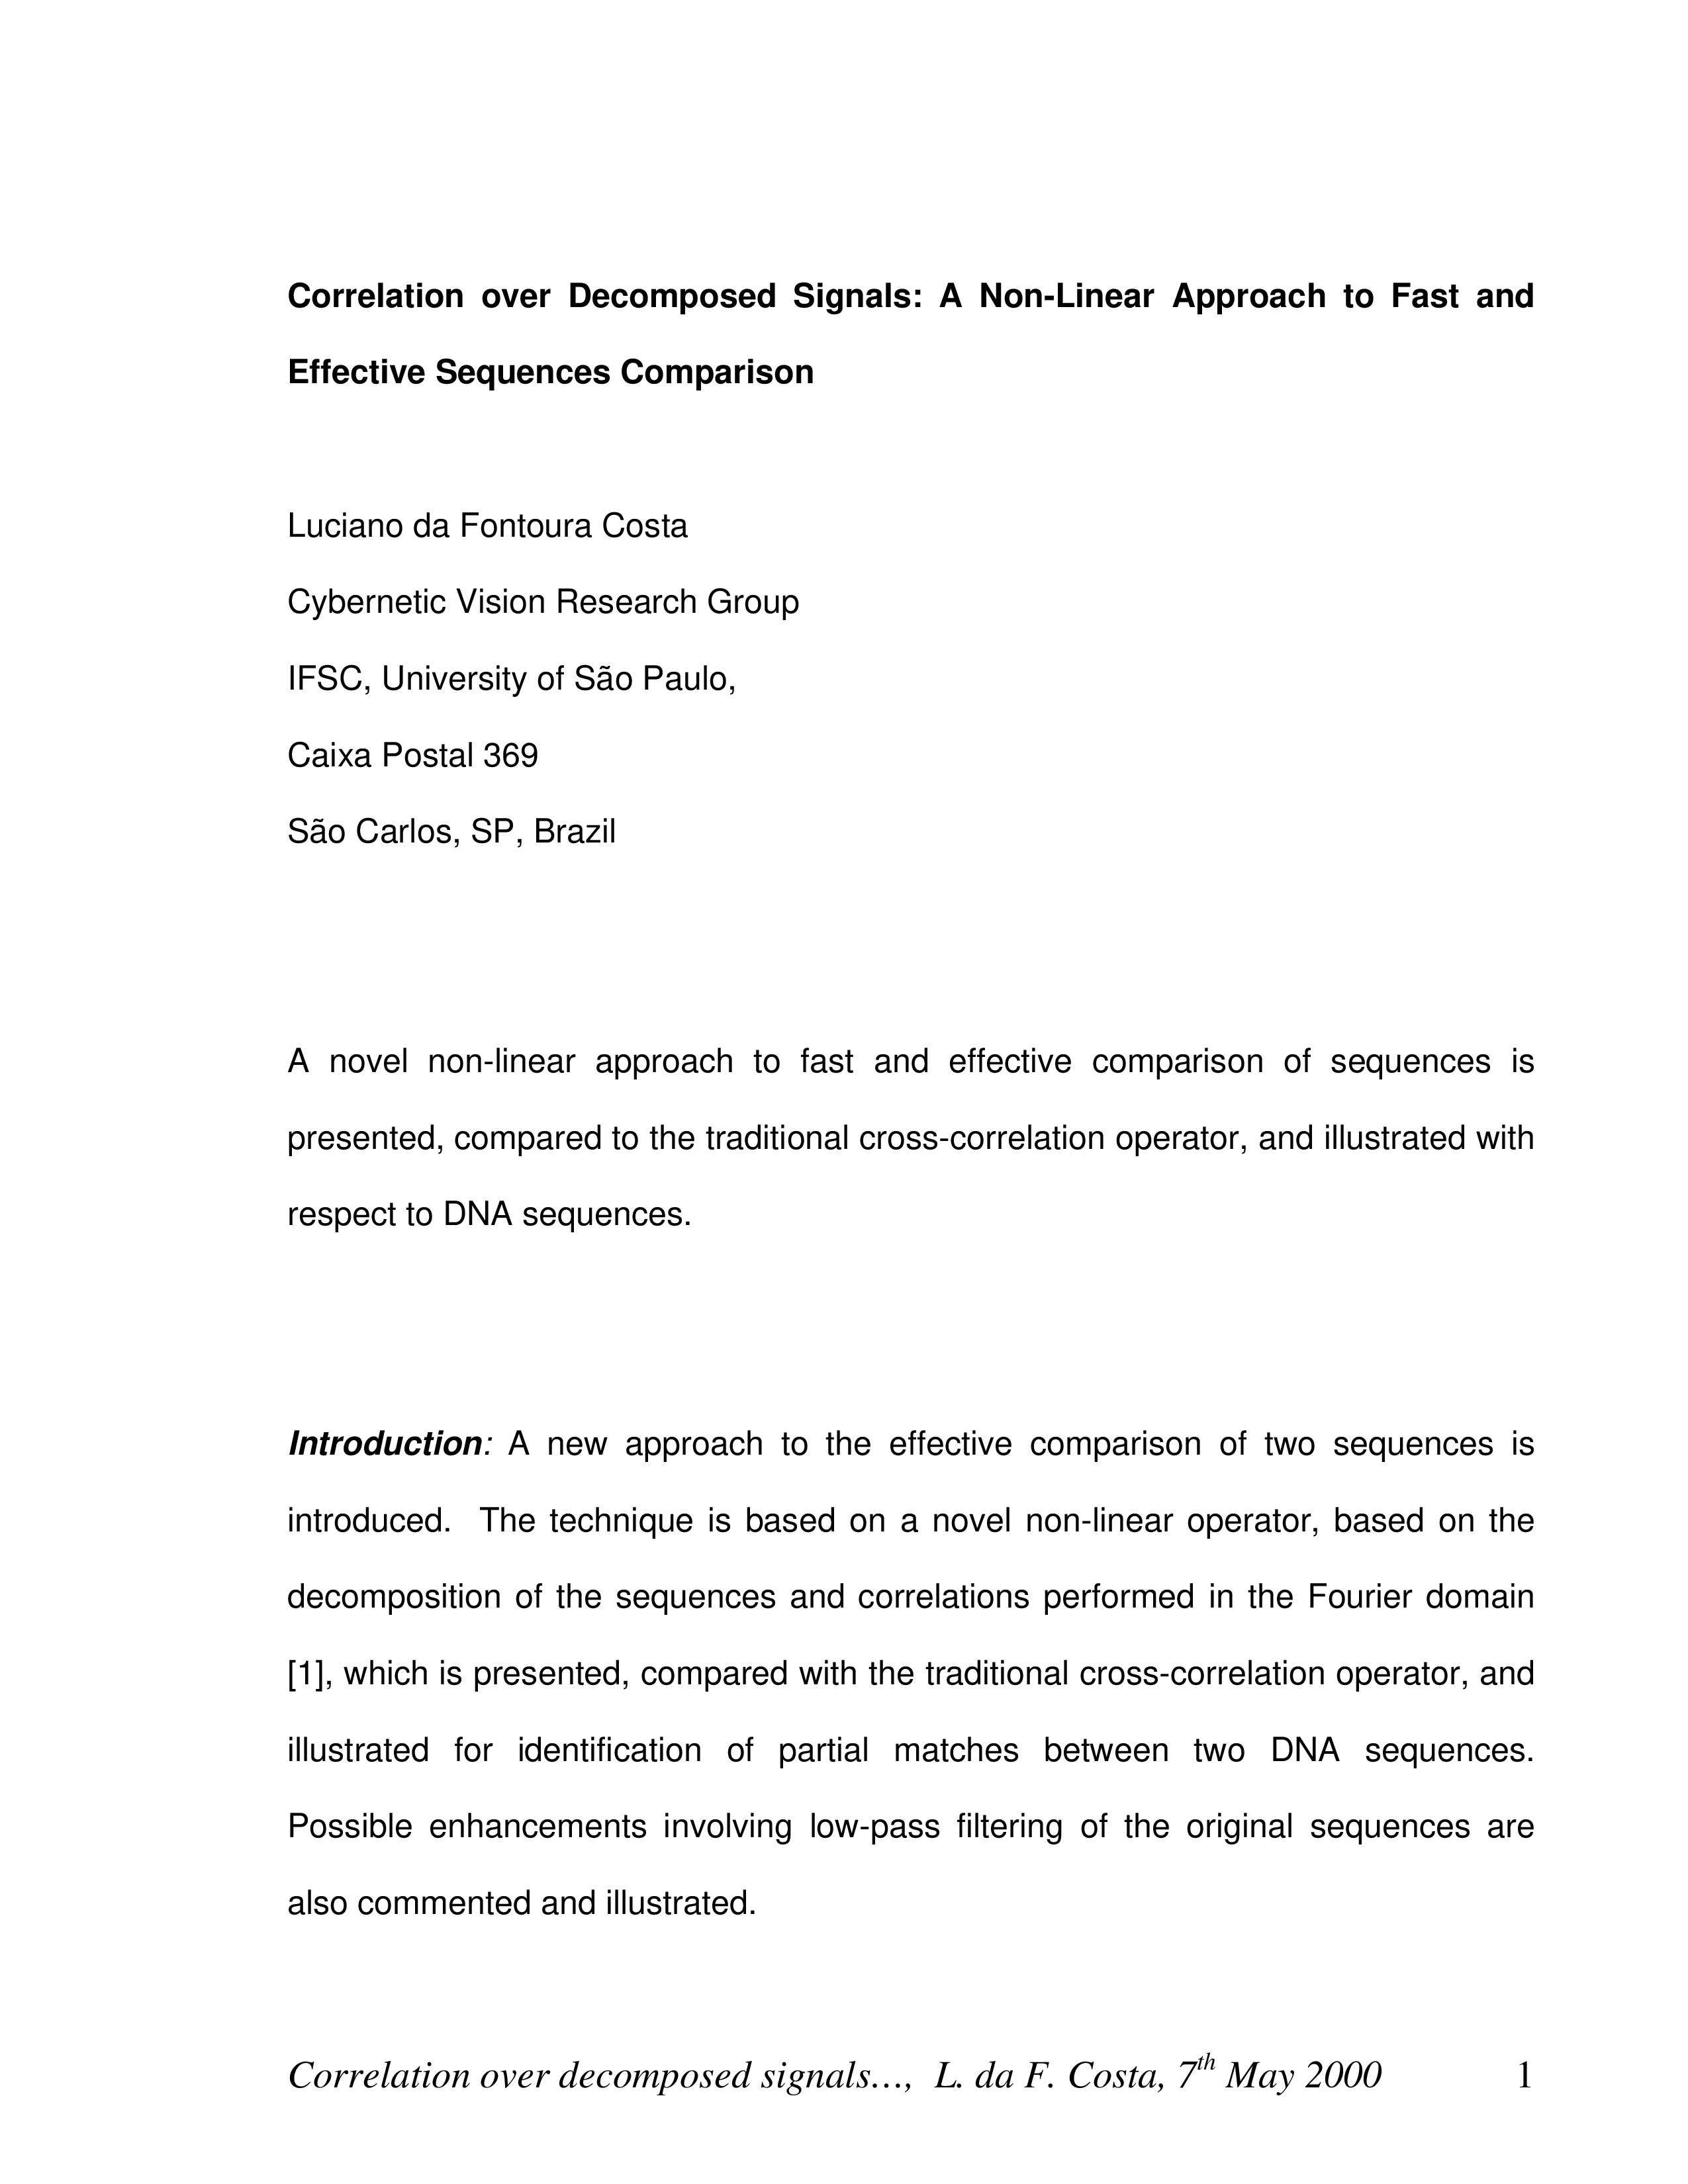 Correlation over Decomposed Signals: A Non-Linear Approach to Fast and
Effective Sequences Comparison
Luciano da Fontoura Costa
Cybernetic Vision Research Group
IFSC, University of São Paulo,
Caixa Postal 369
São Carlos, SP, Brazil
A novel non-linear approach to fast and effective comparison of sequences is
presented, compared to the traditional cross-correlation operator, and illustrated with
respect to DNA sequences.
Introduction: A new approach to the effective comparison of two sequences is
introduced. The technique is based on a novel non-linear operator, based on the
decomposition of the sequences and correlations performed in the Fourier domain
[1], which is presented, compared with the traditional cross-correlation operator, and
illustrated for identification of partial matches between two DNA sequences.
Possible enhancements involving low-pass filtering of the original sequences are
also commented and illustrated.
Correlation over decomposed signals…, L. da F. Costa, 7th May 2000 1